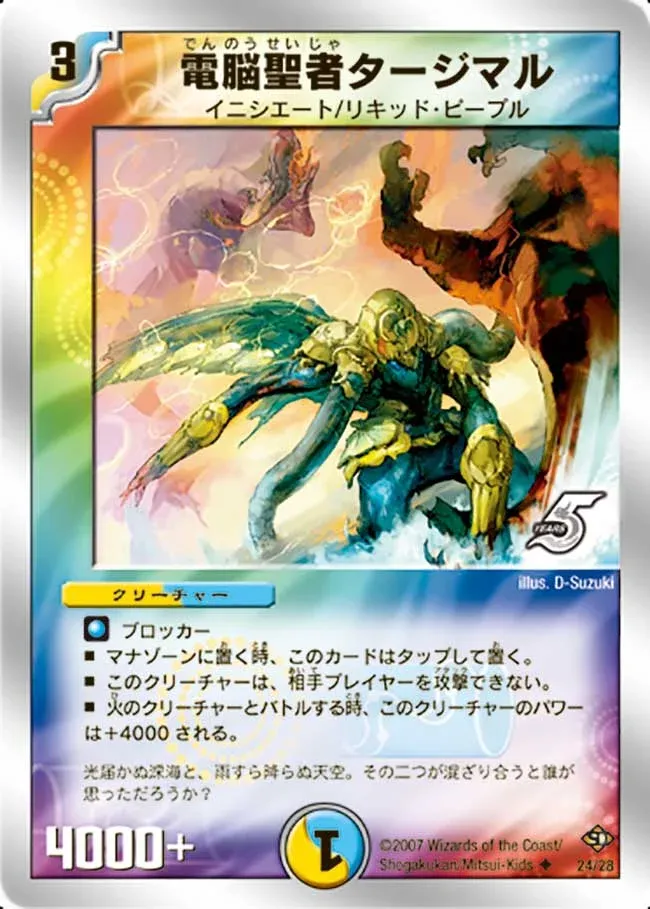 3
でんのうせいじゃ
電脳聖者タージマル
イニシエート/リキッド・ピープル
5
YEARS
illus. D-Suzuki
クリーチャー
ブロッカー
■ マナゾーンに置く時、このカードはタップして置く。
■ このクリーチャーは、相手プレイヤーを攻撃できない。
■ 火のクリーチャーとバトルする時、このクリーチャーのパワー
は+4000 される。
光届かぬ深海と、雨すら降らぬ天空。その二つが混ざり合うと誰が
思っただろうか?
4000+
1
©2007 Wizards of the Coast/
Shogakukan/Mitsui-Kids ◆
24/28